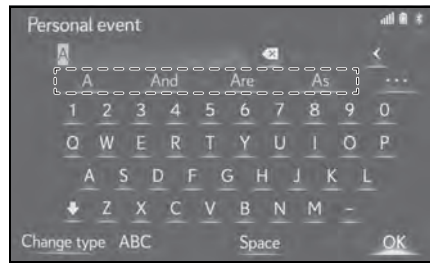 Personal event
A
A And Are As ...
1 2 3 4 5 6 7 8 9 0
Q W E R T Y U I O P
A S D F G H J K L
Z X C V B N M -
Change type ABC Space OK